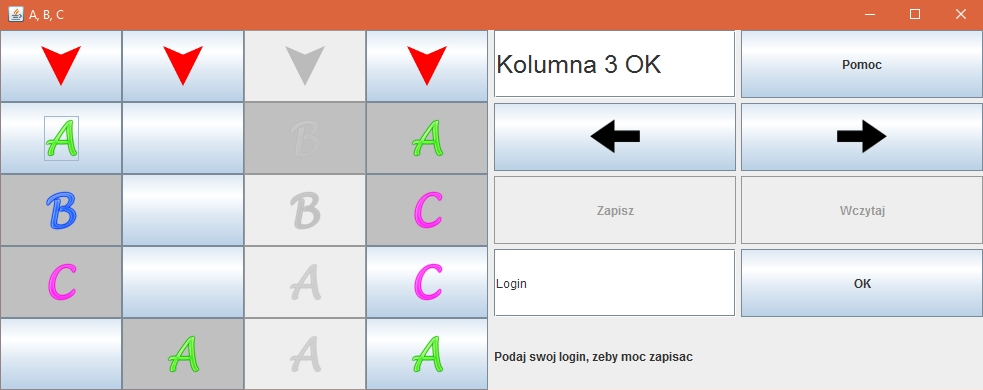 A, B, C
Kolumna 3 OK
Pomoc
A
B
A
B
B
C
Zapisz
Wczytaj
C
A
C
Login
OK
A
A
A
Podaj swoj login, zeby moc zapisac